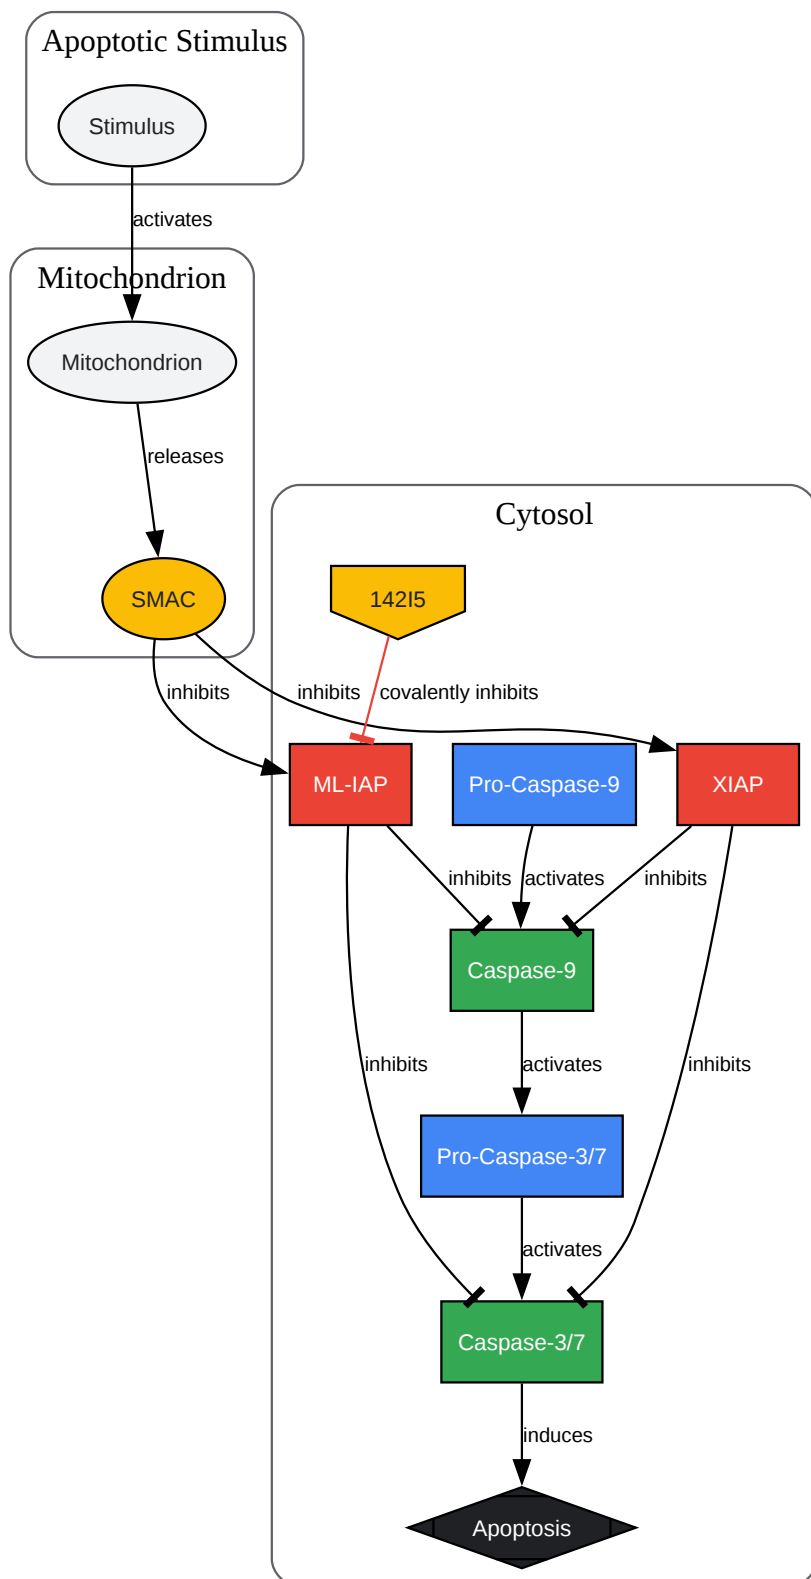 Apoptotic Stimulus
Stimulus
activates
Mitochondrion
Mitochondrion
releases
Cytosol
SMAC
142I5
inhibits
inhibits
covalently inhibits
ML-IAP
Pro-Caspase-9
XIAP
inhibits
activates
inhibits
Caspase-9
inhibits
activates
inhibits
Pro-Caspase-3/7
activates
Caspase-3/7
induces
Apoptosis